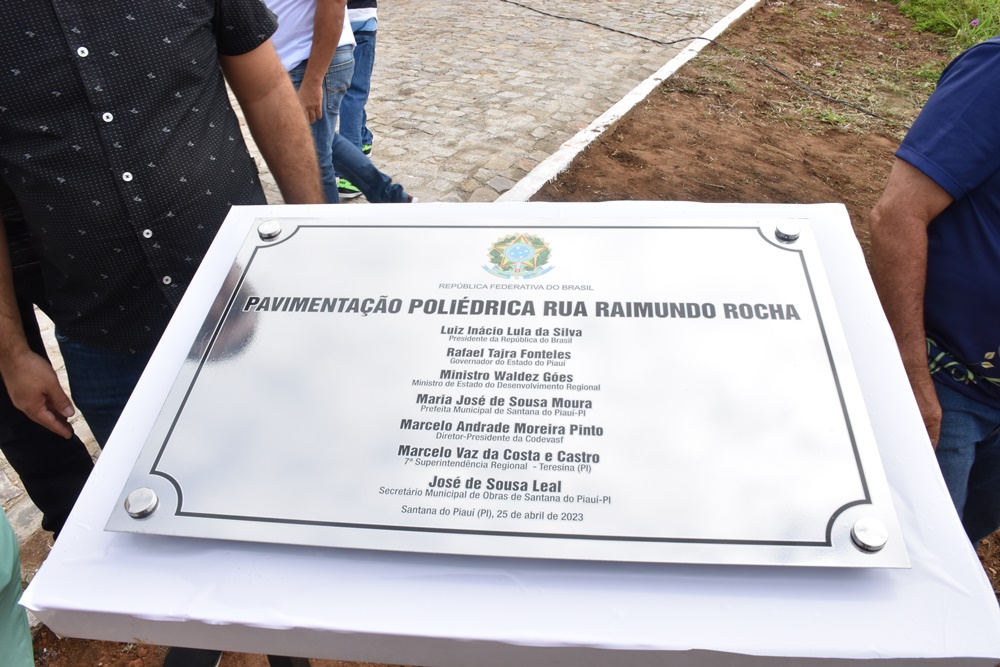 REPÚBLICA FEDERATIVA DO BRASIL
PAVIMENTAÇÃO POLIÉDRICA RUA RAIMUNDO ROCHA
Luiz Inácio Lula da Silva
Presidente da República do Brasil
Rafael Tajra Fonteles
Governador do Estado do Piauí
Ministro Waldez Góes
Ministro de Estado do Desenvolvimento Regional
Maria José de Sousa Moura
Prefeita Municipal de Santana do Piauí-PI
Marcelo Andrade Moreira Pinto
Diretor-Presidente da Codevasf
Marcelo Vaz da Costa e Castro
7ª Superintendência Regional - Teresina (PI)
José de Sousa Leal
Secretário Municipal de Obras de Santana do Piauí-PI
Santana do Piauí (PI), 25 de abril de 2023